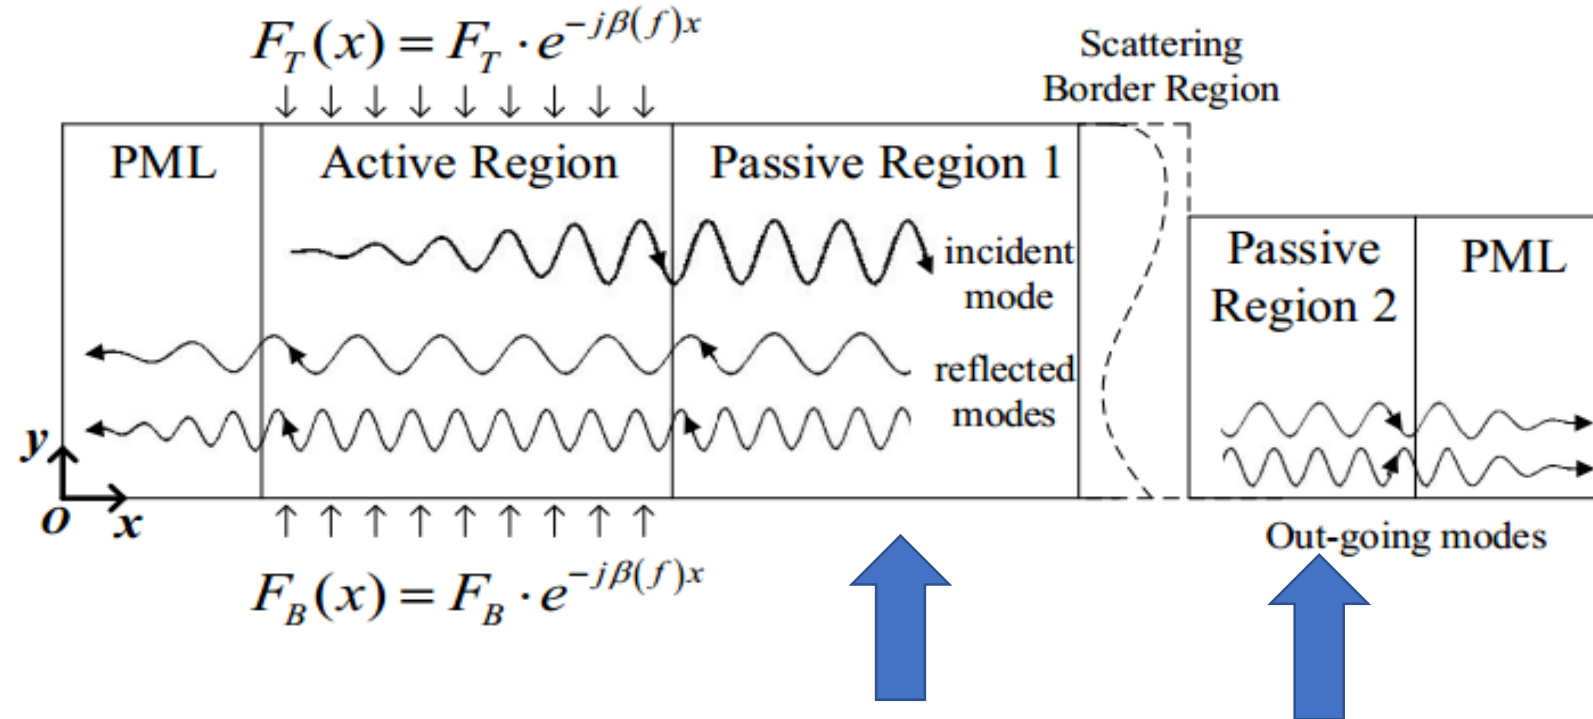 F_T(x) = F_T · e^{-jβ(f)x}
Scattering
Border Region
PML
Active Region
Passive Region 1
incident
mode
reflected
modes
Passive
Region 2
PML
y
o
x
Out-going modes
F_B(x) = F_B · e^{-jβ(f)x}